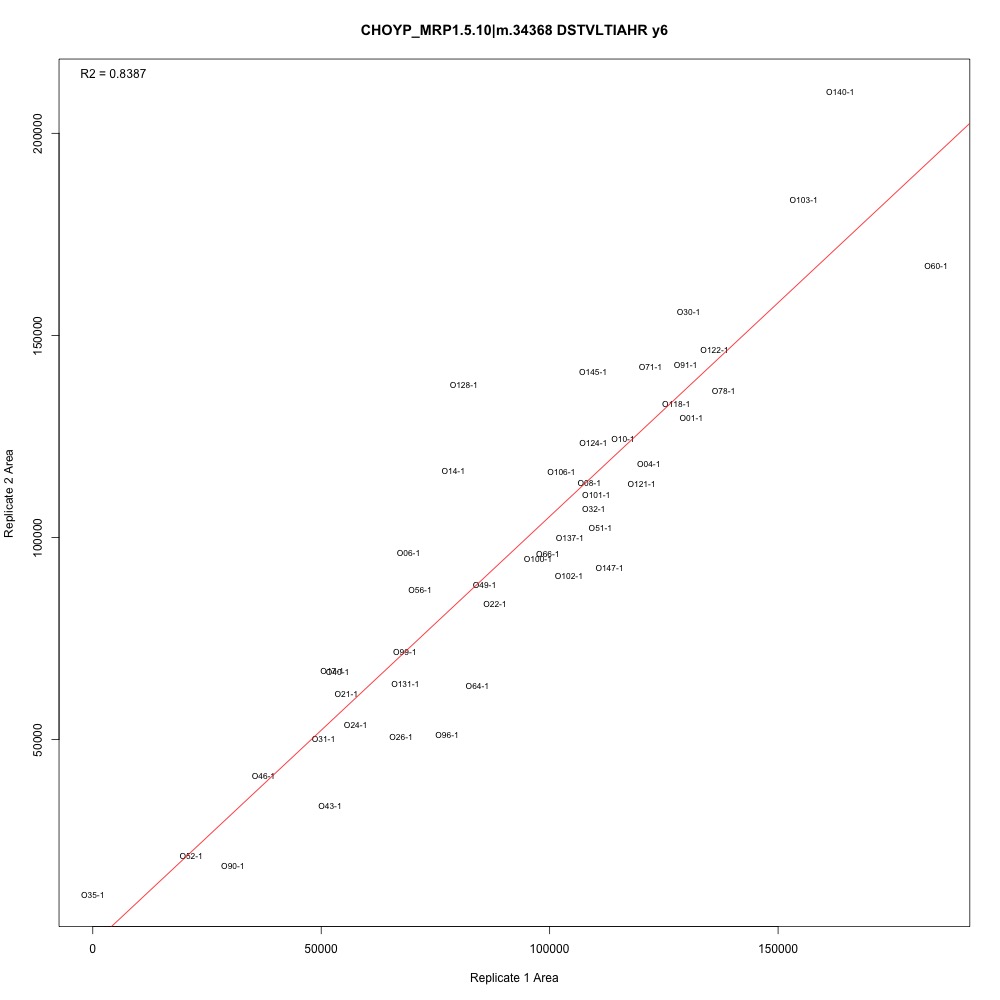 CHOYP_MRP1.5.10|m.34368 DSTVLTIAHR y6
R2 = 0.8387
O140-1
O103-1
O60-1
O30-1
O122-1
O91-1
O71-1
O145-1
O128-1
O78-1
O118-1
O01-1
O10-1
O124-1
O04-1
O14-1
O106-1
O08-1
O121-1
O101-1
O32-1
O51-1
O137-1
O06-1
O66-1
O100-1
O147-1
O102-1
O49-1
O56-1
O22-1
O99-1
O40-1
O131-1
O64-1
O21-1
O24-1
O96-1
O26-1
O31-1
O46-1
O43-1
O52-1
O90-1
O35-1
200000
150000
100000
50000
Replicate 2 Area
0 50000 100000 150000
Replicate 1 Area